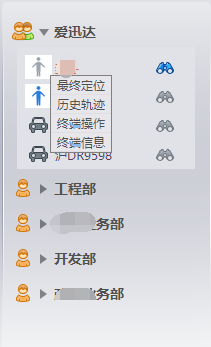 爱迅达
最终定位
历史轨迹
终端操作
终端信息
沪DR9598
工程部
务部
开发部
务部